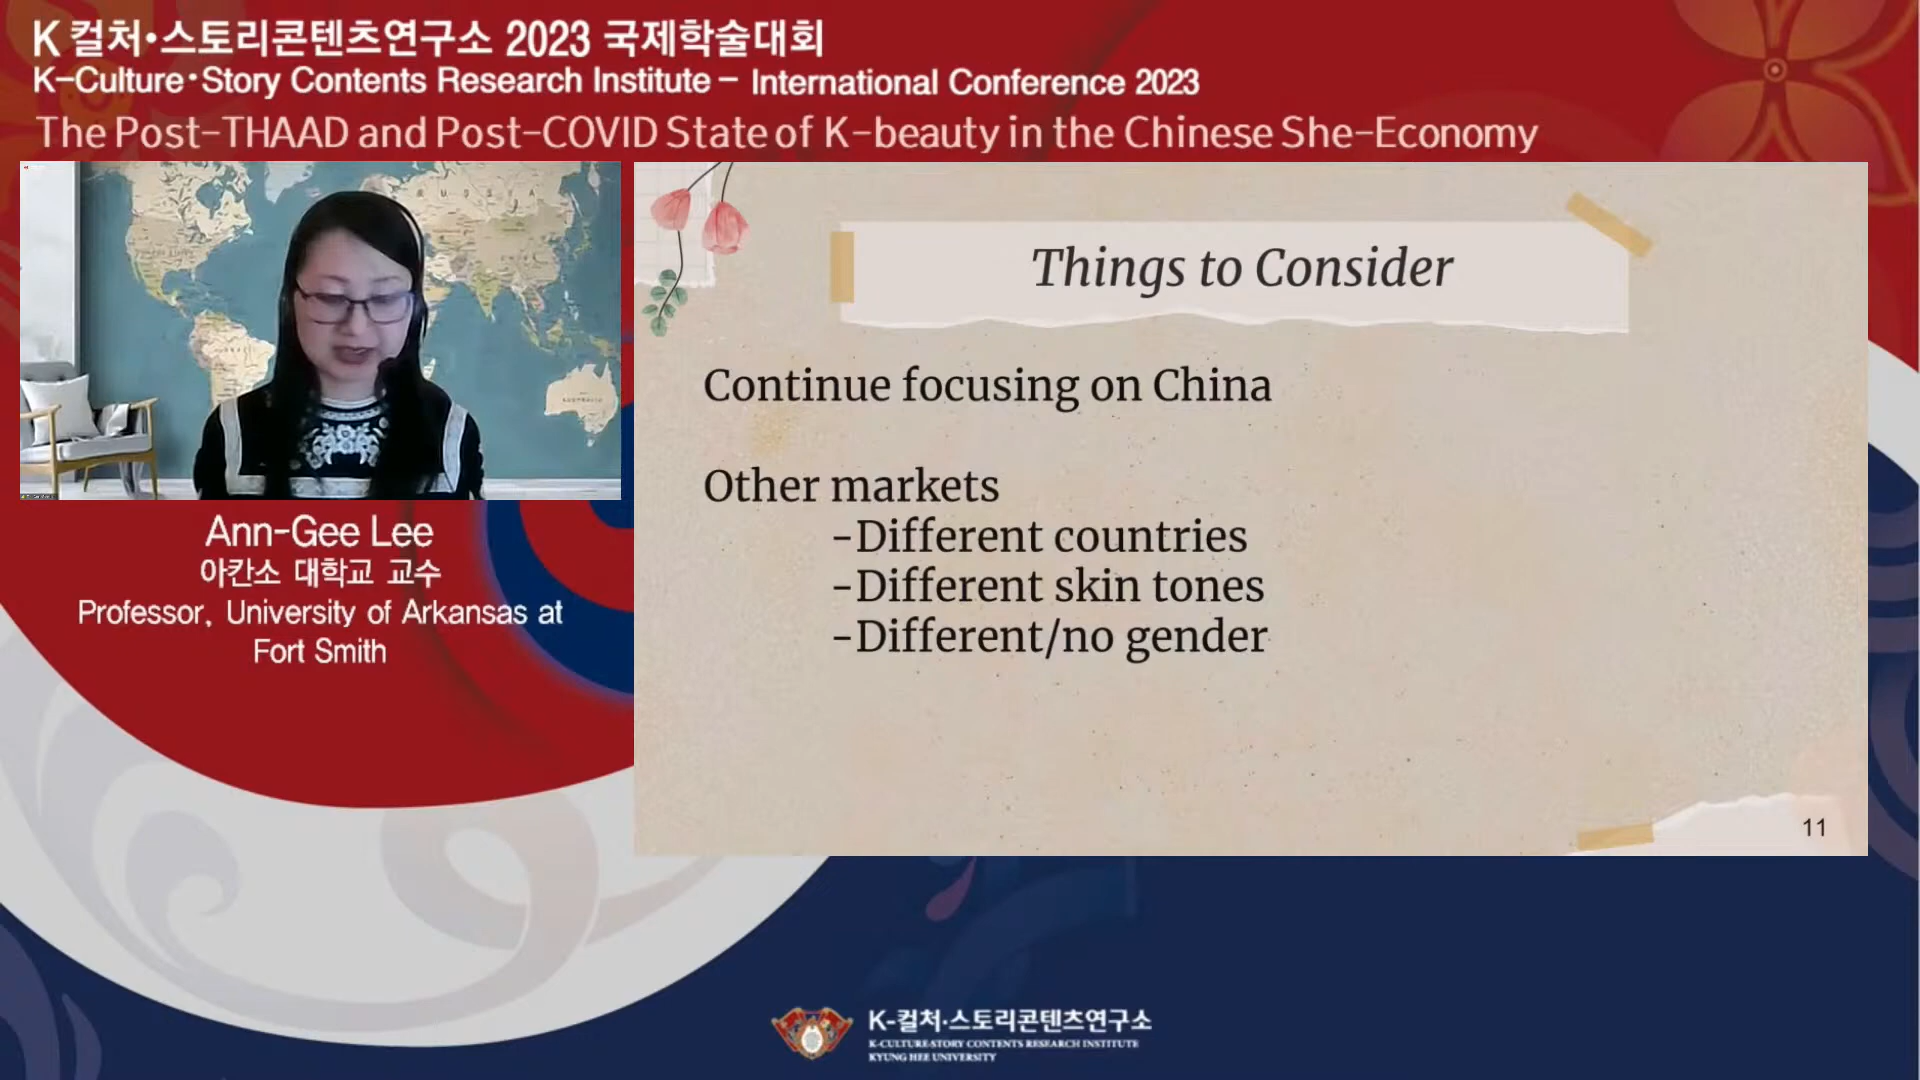 K컬처·스토리콘텐츠연구소 2023 국제학술대회
K-Culture·Story Contents Research Institute - International Conference 2023
The Post-THAAD and Post-COVID State of K-beauty in the Chinese She-Economy
Ann-Gee Lee
아칸소 대학교 교수
Professor, University of Arkansas at
Fort Smith
Things to Consider
Continue focusing on China
Other markets
-Different countries
-Different skin tones
-Different/no gender
11
K-컬처·스토리콘텐츠연구소
K-CULTURE·STORY CONTENTS RESEARCH INSTITUTE
KYUNG HEE UNIVERSITY